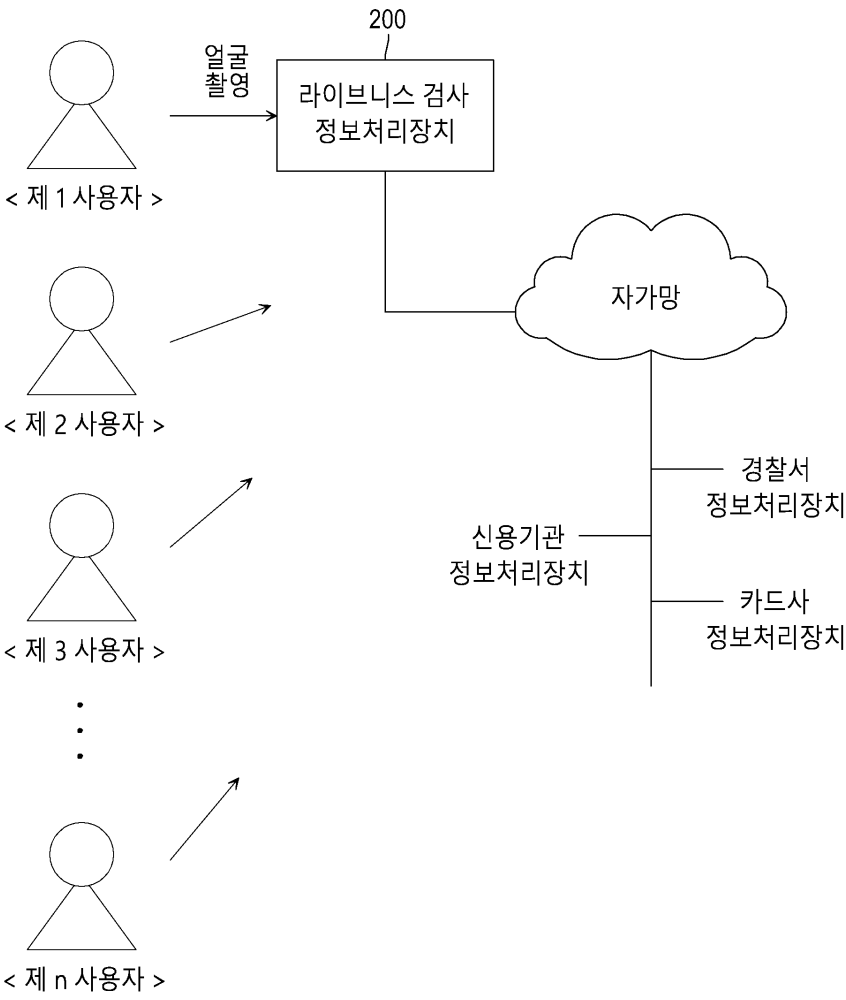 200
얼굴
촬영
라이브니스 검사
정보처리장치
< 제 1 사용자 >
자가망
< 제 2 사용자 >
경찰서
정보처리장치
신용기관
정보처리장치
카드사
정보처리장치
< 제 3 사용자 >
< 제 n 사용자 >